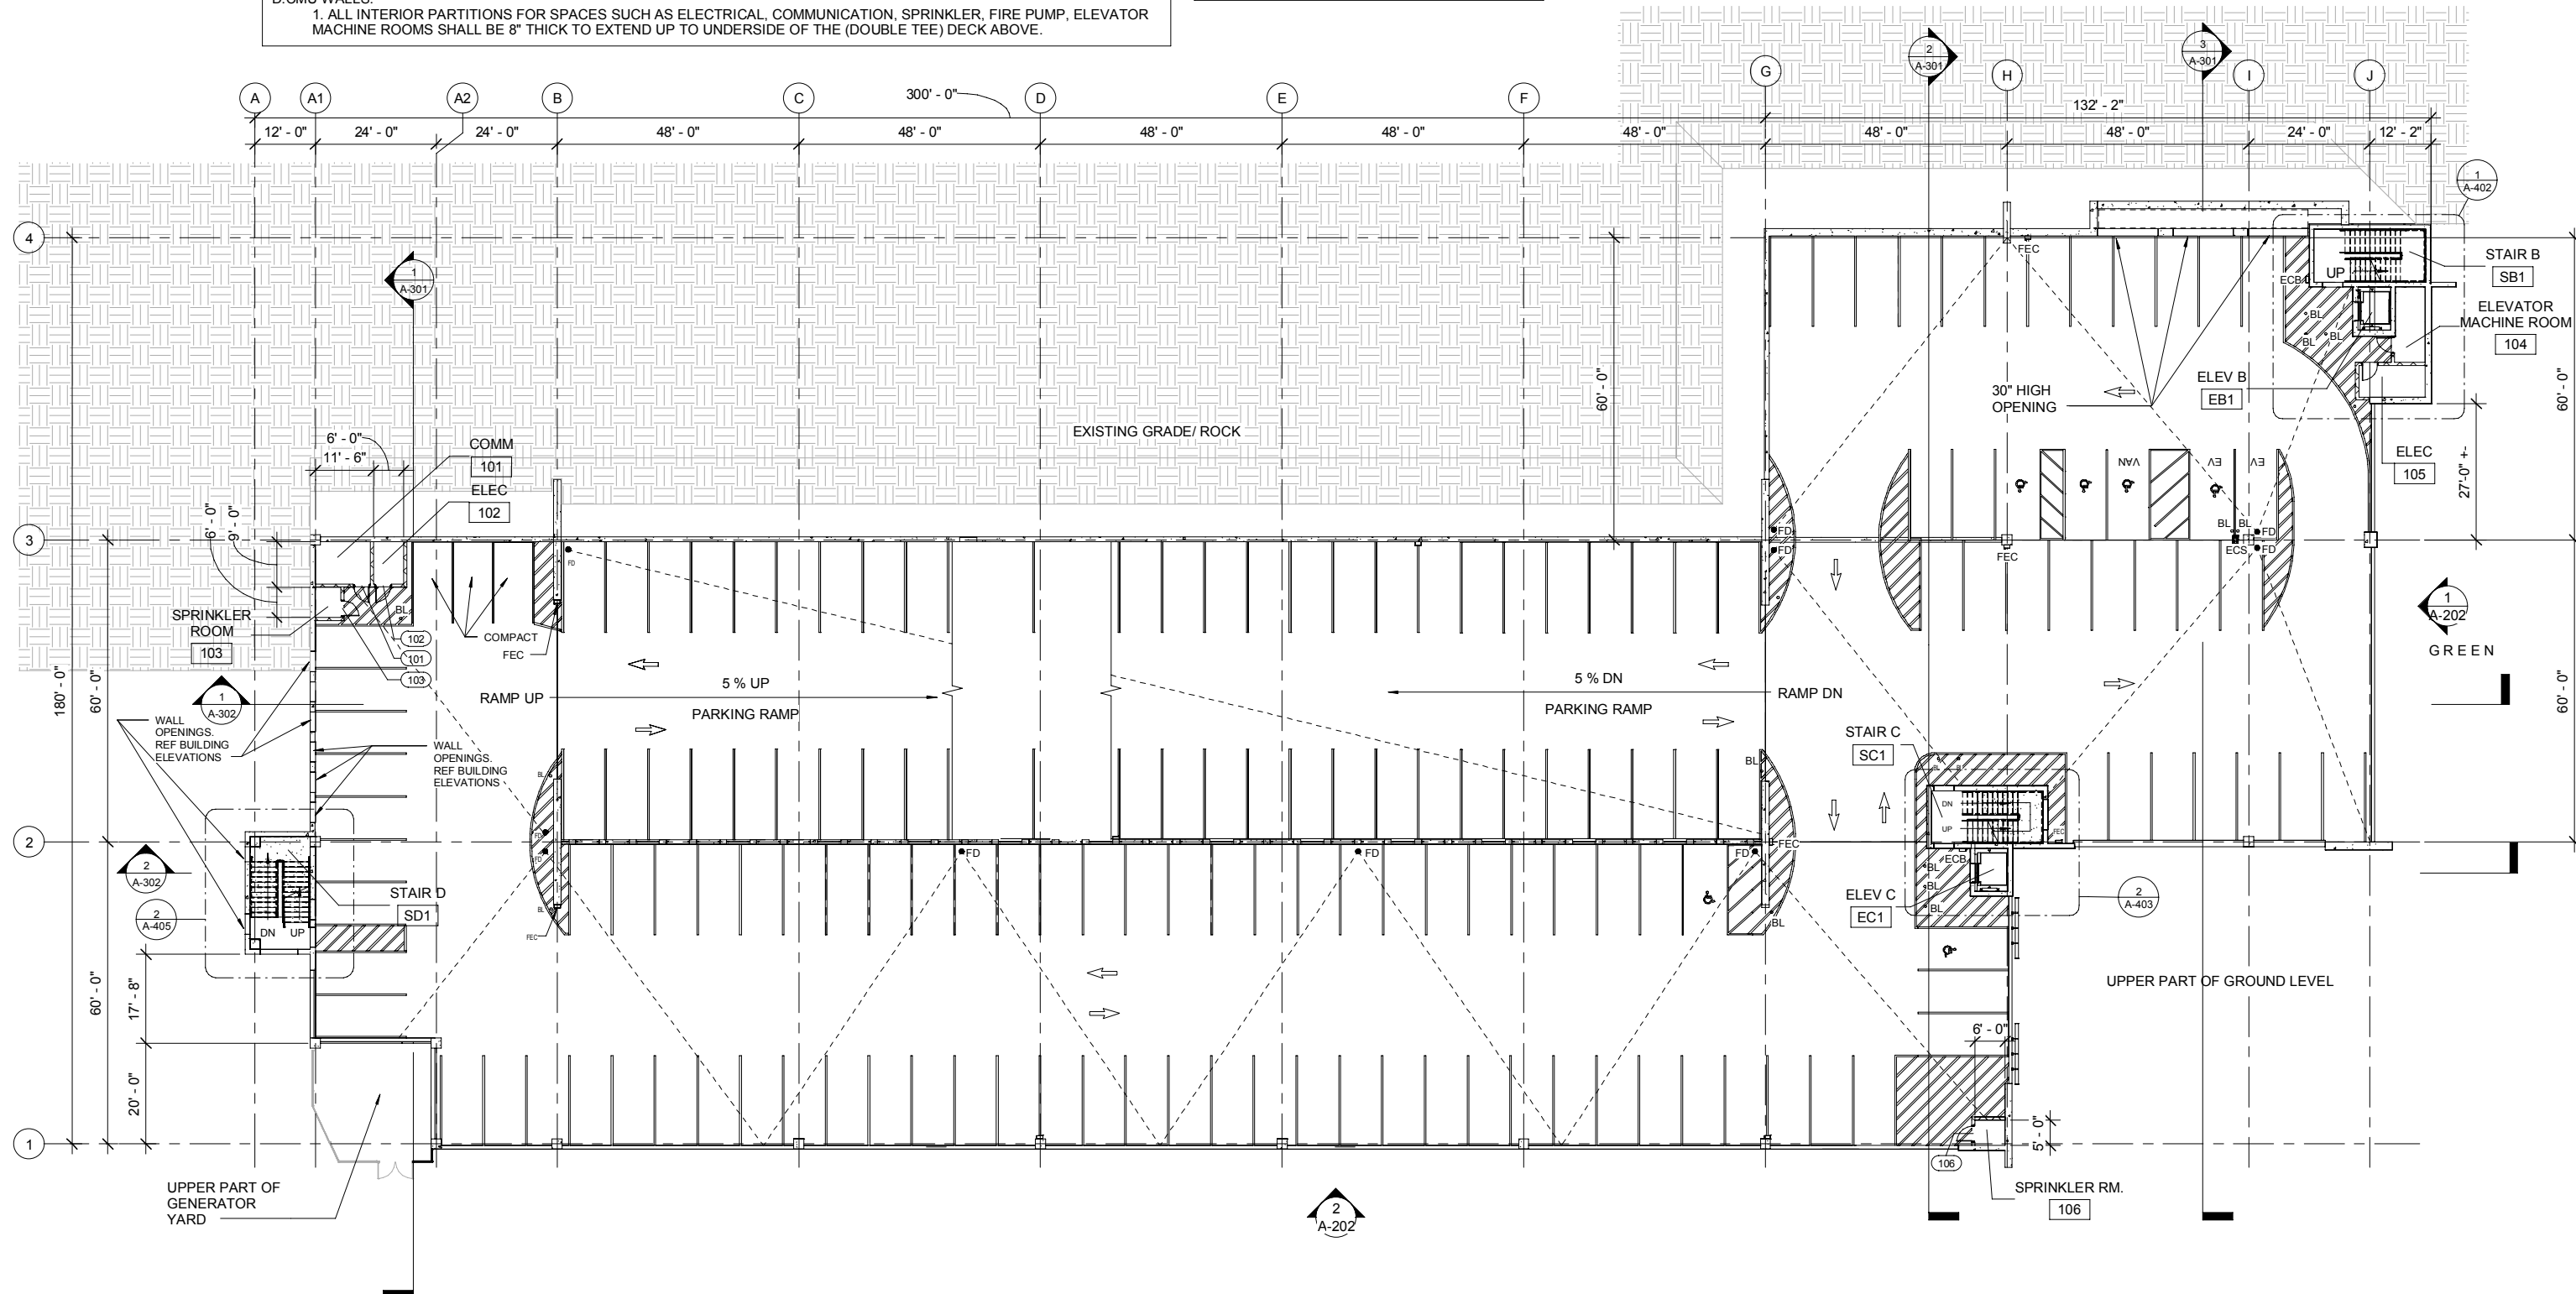 1. ALL INTERIOR PARTITIONS FOR SPACES SUCH AS ELECTRICAL, COMMUNICATION, SPRINKLER, FIRE PUMP, ELEVATOR
MACHINE ROOMS SHALL BE 8" THICK TO EXTEND UP TO UNDERSIDE OF THE (DOUBLE TEE) DECK ABOVE.
2
A-301
3
A-301
A
A1
A2
B
C
D
E
F
G
H
I
J
300' - 0"
132' - 2"
12' - 0"
24' - 0"
24' - 0"
48' - 0"
48' - 0"
48' - 0"
48' - 0"
48' - 0"
48' - 0"
48' - 0"
24' - 0"
12' - 2"
1
A-402
4
1
A-301
FEC
UP
STAIR B
SB1
ECB
BL
BL
BL
ELEVATOR
MACHINE ROOM
104
ELEV B
EB1
30" HIGH
OPENING
60' - 0"
60' - 0"
EXISTING GRADE/ ROCK
6' - 0"
11' - 6"
COMM
101
ELEC
102
ELEC
105
27'-0" +-
VAN
EV
EV
6' - 0"
9' - 0"
3
BL
BL
FD
FD
ECS
FEC
FD
FD
FD
SPRINKLER
ROOM
103
BL
102
101
103
COMPACT
FEC
1
A-202
GREEN
180' - 0"
60' - 0"
60' - 0"
1
A-302
RAMP UP
5 % UP
PARKING RAMP
5 % DN
PARKING RAMP
RAMP DN
WALL
OPENINGS.
REF BUILDING
ELEVATIONS
WALL
OPENINGS.
REF BUILDING
ELEVATIONS
STAIR C
SC1
BL
BL
BL
BL
DN
UP
FEC
2
FD
FD
FD
FD
FD
FEC
ECB
BL
BL
BL
2
A-302
STAIR D
SD1
2
A-405
DN
UP
BL
FEC
BL
ELEV C
EC1
2
A-403
60' - 0"
17' - 8"
20' - 0"
UPPER PART OF GROUND LEVEL
6' - 0"
5' - 0"
1
106
SPRINKLER RM.
106
UPPER PART OF
GENERATOR
YARD
2
A-202